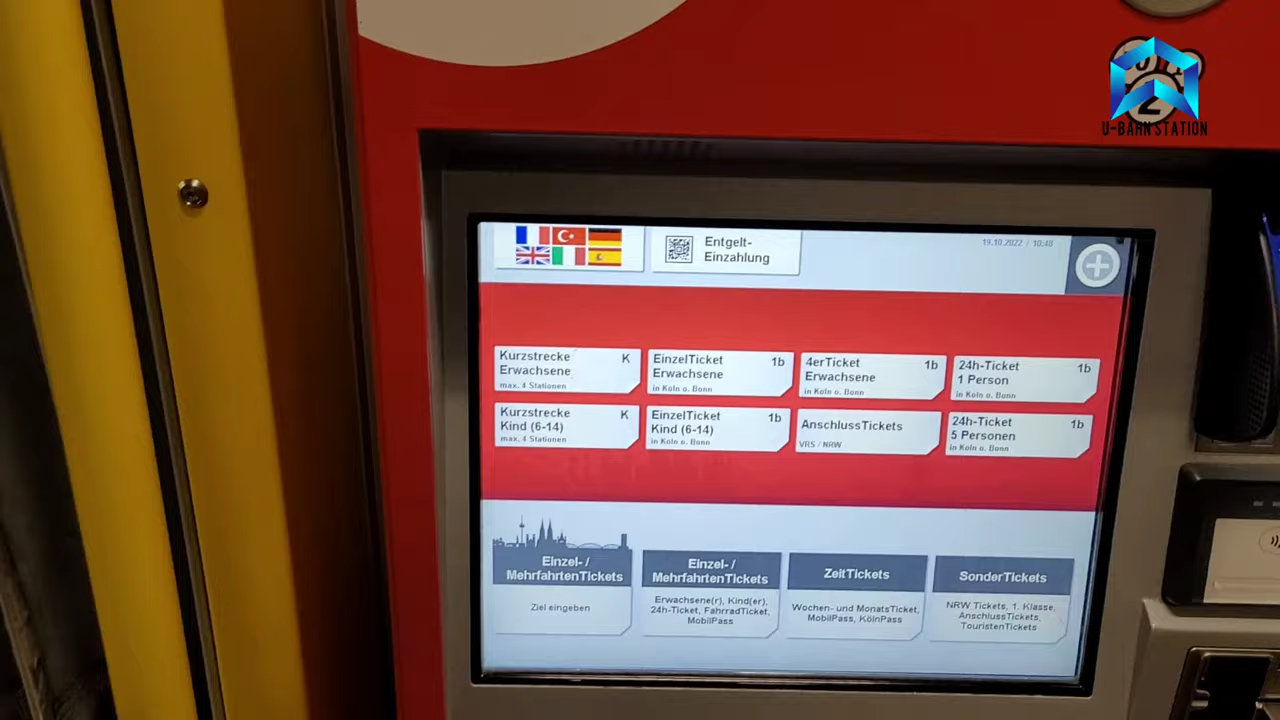 U-BAHN STATION
Entgelt-
Einzahlung
19.10.2022 / 10:48
Kurzstrecke K
Erwachsene
max. 4 Stationen
EinzelTicket 1b
Erwachsene
in Köln o. Bonn
4erTicket 1b
Erwachsene
in Köln o. Bonn
24h-Ticket 1b
1 Person
in Köln o. Bonn
Kurzstrecke K
Kind (6-14)
max. 4 Stationen
EinzelTicket 1b
Kind (6-14)
in Köln o. Bonn
AnschlussTickets
VRS / NRW
24h-Ticket 1b
5 Personen
in Köln o. Bonn
Einzel- /
MehrfahrtenTickets
Ziel eingeben
Einzel- /
MehrfahrtenTickets
Erwachsene(r), Kind(er),
24h-Ticket, FahrradTicket,
MobilPass
ZeitTickets
Wochen- und MonatsTicket,
MobilPass, KölnPass
SonderTickets
NRW Tickets, 1. Klasse,
AnschlussTickets,
TouristenTickets